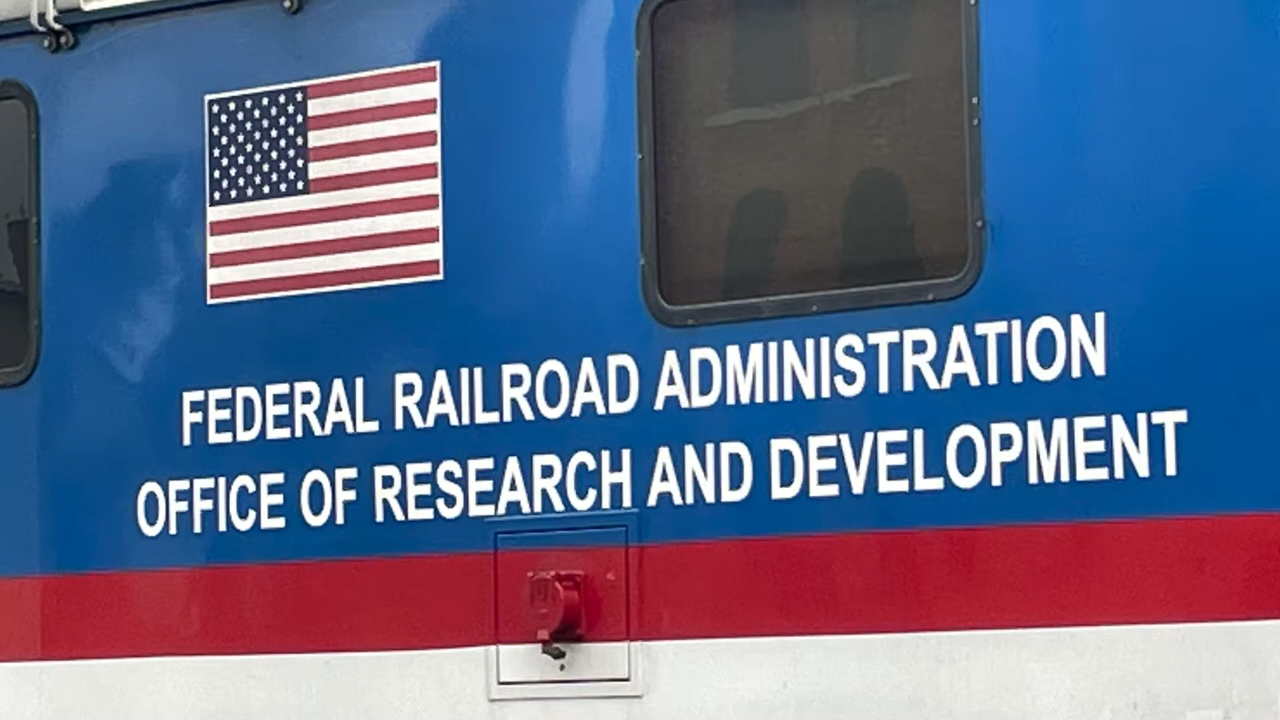 FEDERAL RAILROAD ADMINISTRATION
OFFICE OF RESEARCH AND DEVELOPMENT